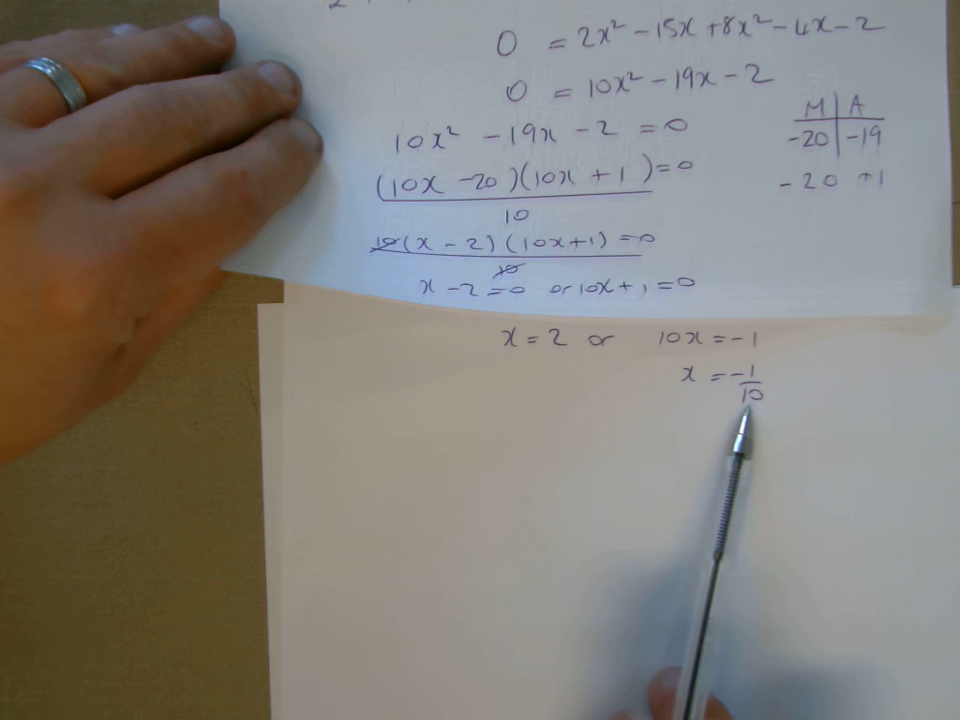 0 = 2x² - 15x + 8x² - 4x - 2
0 = 10x² - 19x - 2
M | A
10x² - 19x - 2 = 0
-20 | -19
(10x - 20)(10x + 1) = 0
-20 +1
10
10(x - 2)(10x+1) = 0
10
x - 2 = 0 or 10x + 1 = 0
x = 2 or 10x = -1
x = -1
10